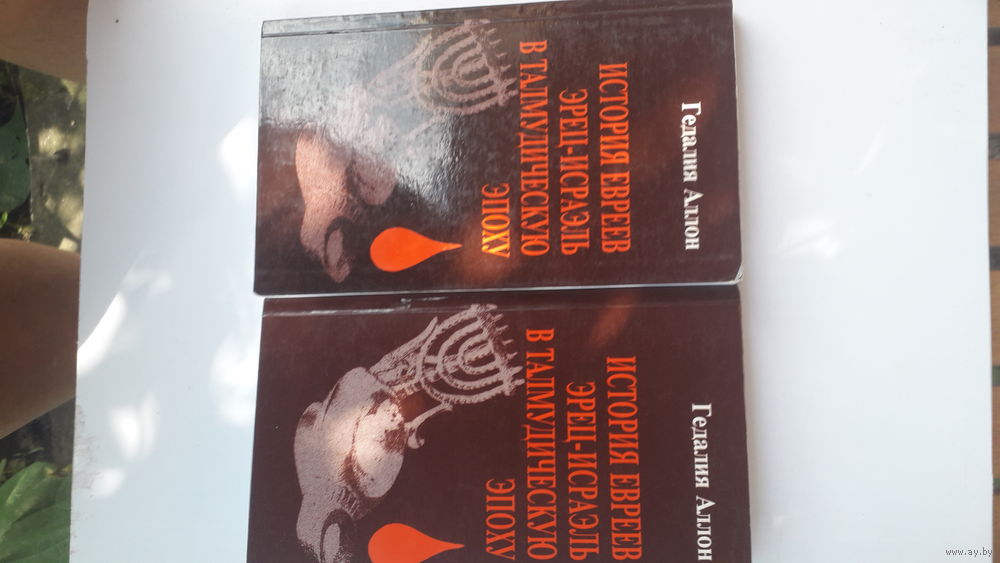 Гедалия Аллон
ИСТОРИЯ ЕВРЕЕВ
ЭРЕЦ-ИСРАЭЛЬ
В ТАЛМУДИЧЕСКУЮ
ЭПОХУ
Гедалия Аллон
ИСТОРИЯ ЕВРЕЕВ
ЭРЕЦ-ИСРАЭЛЬ
В ТАЛМУДИЧЕСКУЮ
ЭПОХУ
www.ay.by